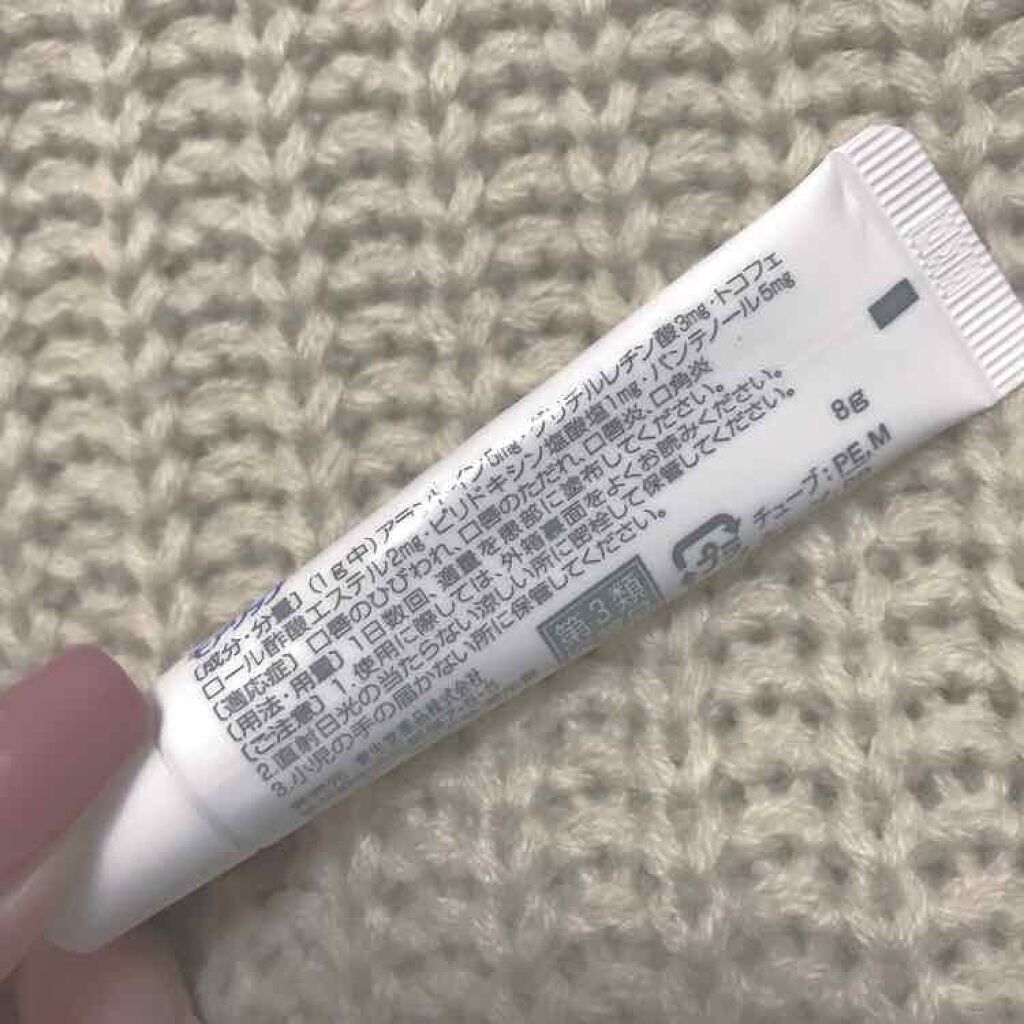 〔成分・分量〕(1g中)アラントイン5mg・グリチルレチン酸3mg・トコフェ
ロール酢酸エステル2mg・ピリドキシン塩酸塩1mg・パンテノール5mg
〔適応症〕口唇のひびわれ、口唇のただれ、口唇炎、口角炎
〔用法・用量〕1日数回、適量を患部に塗布してください。
〔ご注意〕1.使用に際しては、外箱裏面をよくお読みください。
2.直射日光の当たらない涼しい所に密栓して保管してください。
3.小児の手の届かない所に保管してください。
第3類
8g
チューブ:PE,M